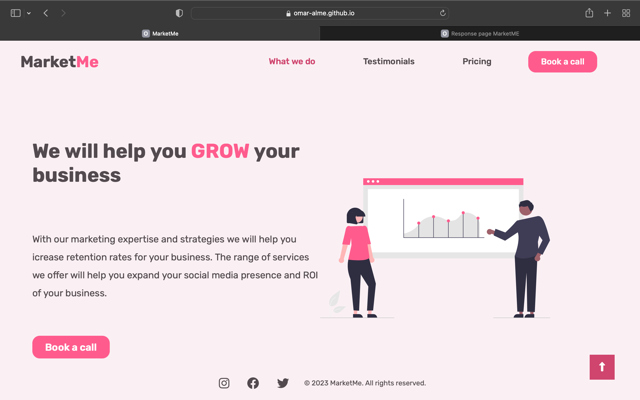 omar-alme.github.io
MarketMe
Response page MarketME
MarketMe
What we do
Testimonials
Pricing
Book a call
We will help you GROW your
business
With our marketing expertise and strategies we will help you
icrease retention rates for your business. The range of services
we offer will help you expand your social media presence and ROI
of your business.
Book a call
© 2023 MarketMe. All rights reserved.